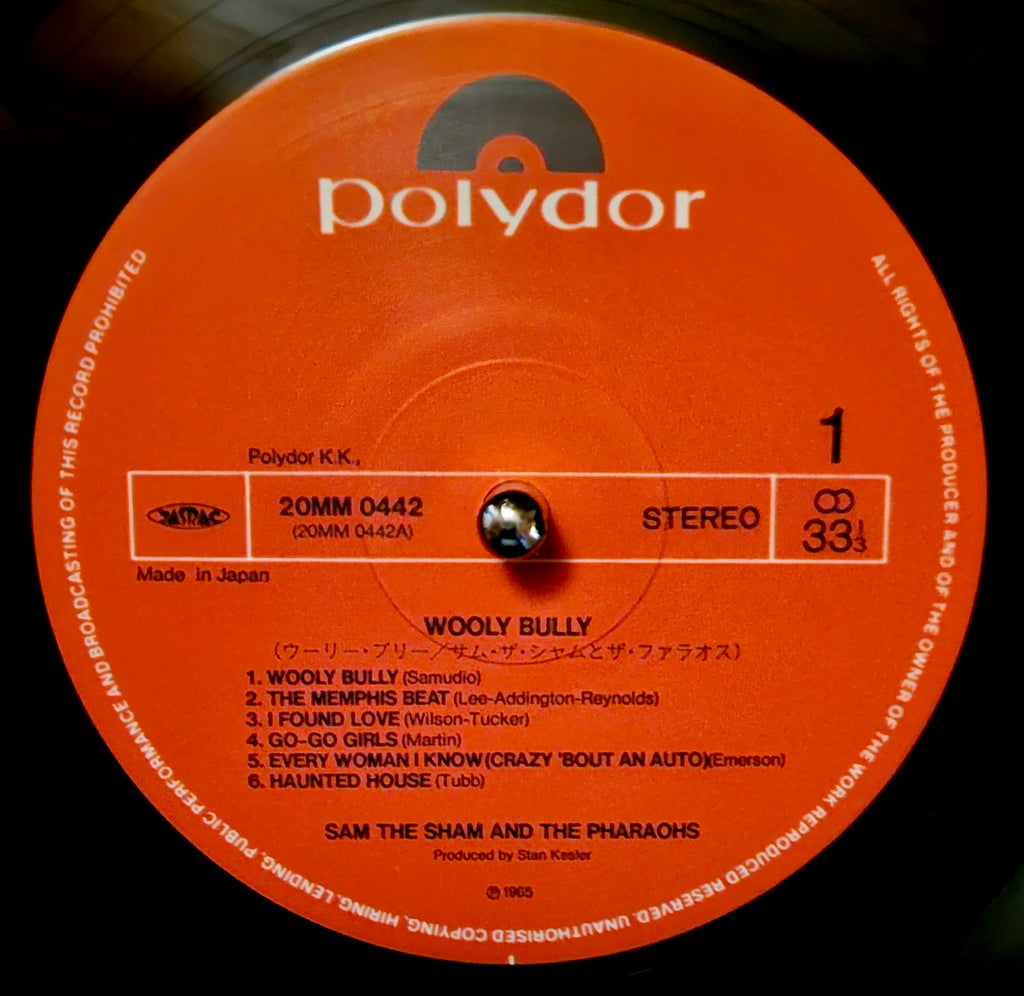 polydor
ALL RIGHTS OF THE PRODUCER AND OF THE OWNER OF THE WORK REPRODUCED RESERVED. UNAUTHORISED COPYING, HIRING, LENDING, PUBLIC PERFORMANCE AND BROADCASTING OF THIS RECORD PROHIBITED
1
Polydor K.K.,
JASRAC
20MM 0442
(20MM 0442A)
STEREO
33 1/3
Made in Japan
WOOLY BULLY
(ウーリー・ブリー/サム・ザ・シャムとザ・ファラオス)
1. WOOLY BULLY (Samudio)
2. THE MEMPHIS BEAT (Lee-Addington-Reynolds)
3. I FOUND LOVE (Wilson-Tucker)
4. GO-GO GIRLS (Martin)
5. EVERY WOMAN I KNOW (CRAZY 'BOUT AN AUTO)(Emerson)
6. HAUNTED HOUSE (Tubb)
SAM THE SHAM AND THE PHARAOHS
Produced by Stan Kesler
℗ 1965